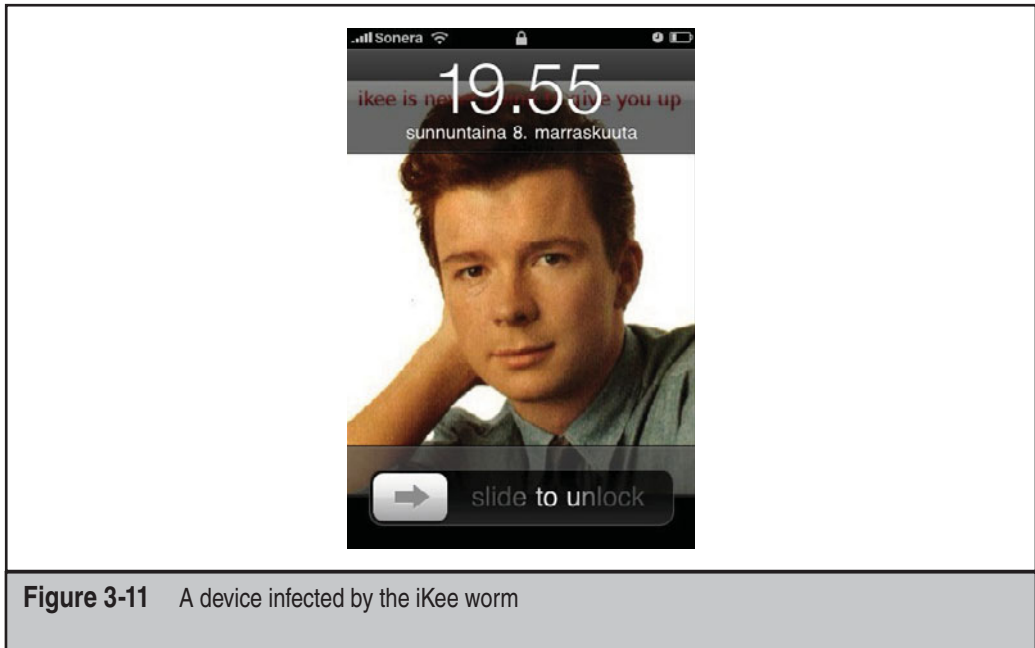 Sonera
19.55
ikee is give you up
sunnuntaina 8. marraskuuta
slide to unlock
Figure 3-11 A device infected by the iKee worm